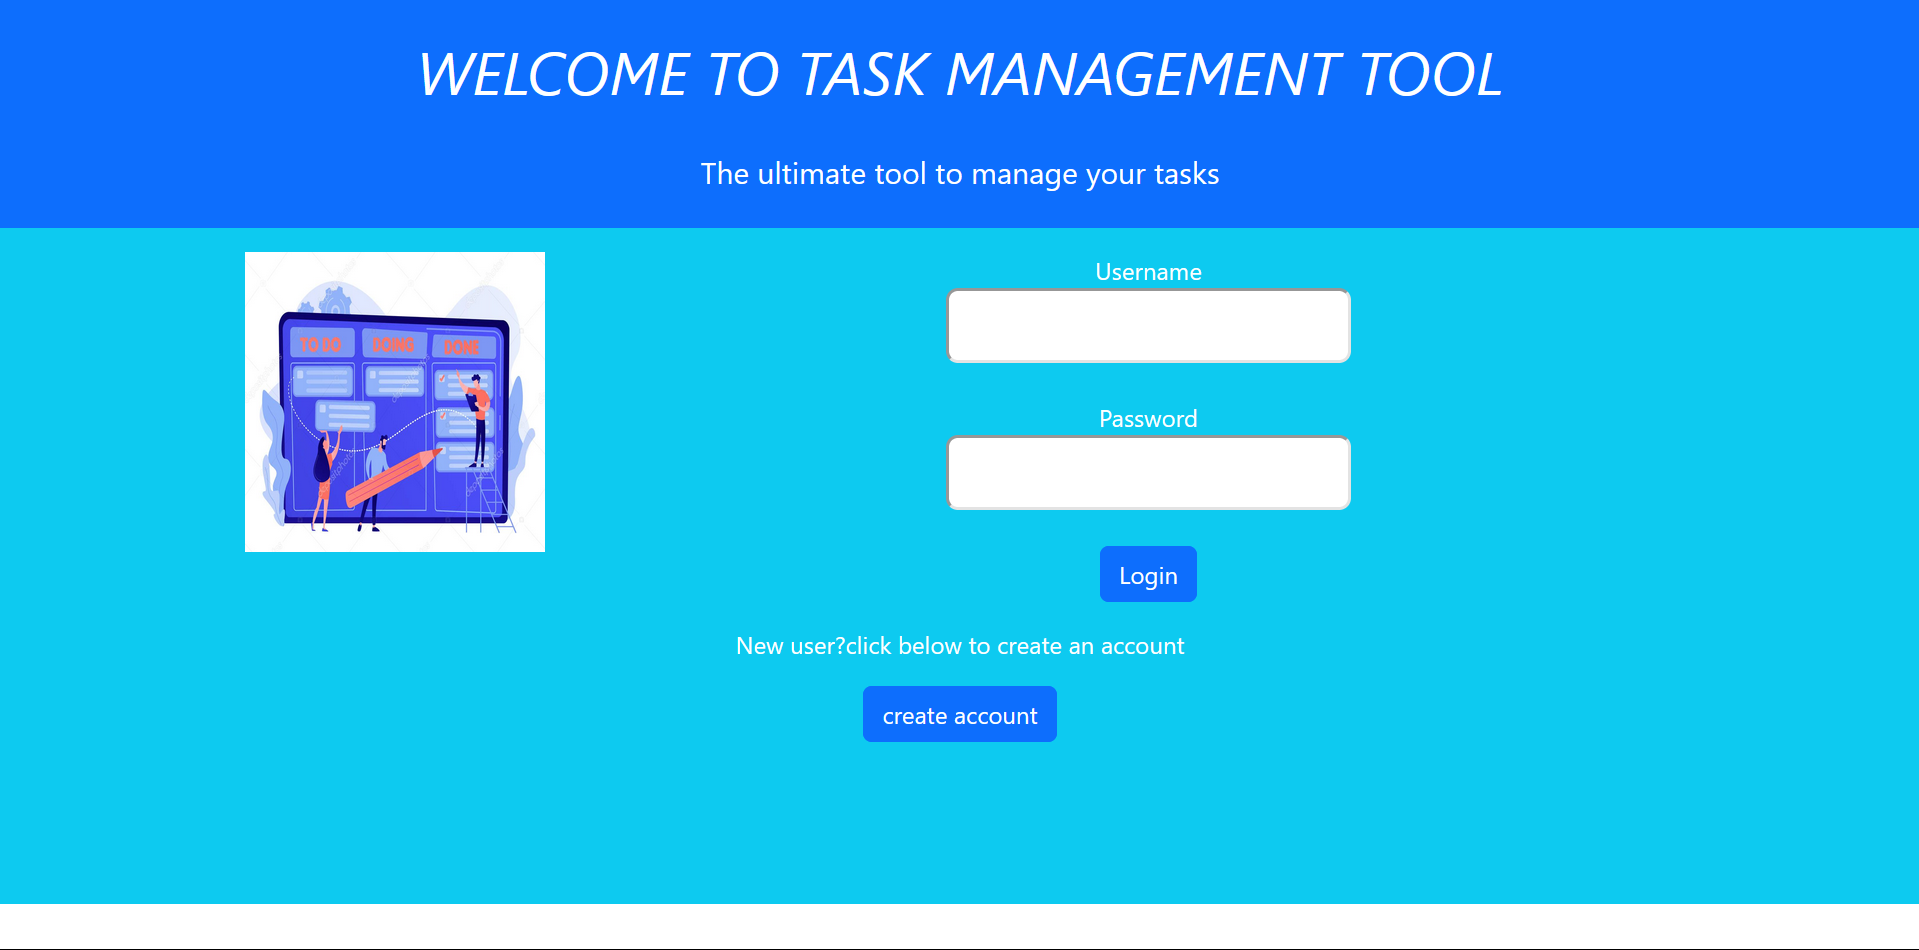 WELCOME TO TASK MANAGEMENT TOOL
The ultimate tool to manage your tasks
TO DO
DOING
DONE
Username
Password
Login
New user?click below to create an account
create account